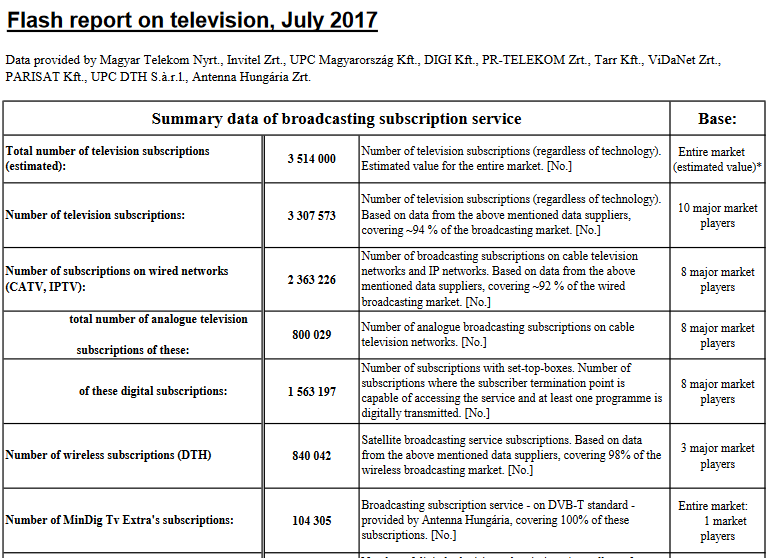 Flash report on television, July 2017
Data provided by Magyar Telekom Nyrt., Invitel Zrt., UPC Magyarország Kft., DIGI Kft., PR-TELEKOM Zrt., Tarr Kft., ViDaNet Zrt.,
PARISAT Kft., UPC DTH S.à.r.l., Antenna Hungária Zrt.
Summary data of broadcasting subscription service
Base:
Total number of television subscriptions
(estimated):
3 514 000
Number of television subscriptions (regardless of technology).
Estimated value for the entire market. [No.]
Entire market
(estimated value)*
Number of television subscriptions:
3 307 573
Number of television subscriptions (regardless of technology).
Based on data from the above mentioned data suppliers,
covering ~94 % of the broadcasting market. [No.]
10 major market
players
Number of subscriptions on wired networks
(CATV, IPTV):
2 363 226
Number of broadcasting subscriptions on cable television
networks and IP networks. Based on data from the above
mentioned data suppliers, covering ~92 % of the wired
broadcasting market. [No.]
8 major market
players
total number of analogue television
subscriptions of these:
800 029
Number of analogue broadcasting subscriptions on cable
television networks. [No.]
8 major market
players
of these digital subscriptions:
1 563 197
Number of subscriptions with set-top-boxes. Number of
subscriptions where the subscriber termination point is
capable of accessing the service and at least one programme is
digitally transmitted. [No.]
8 major market
players
Number of wireless subscriptions (DTH)
840 042
Satellite broadcasting service subscriptions. Based on data
from the above mentioned data suppliers, covering 98% of the
wireless broadcasting market. [No.]
3 major market
players
Number of MinDig Tv Extra's subscriptions:
104 305
Broadcasting subscription service - on DVB-T standard -
provided by Antenna Hungária, covering 100% of these
subscriptions. [No.]
Entire market:
1 market
players